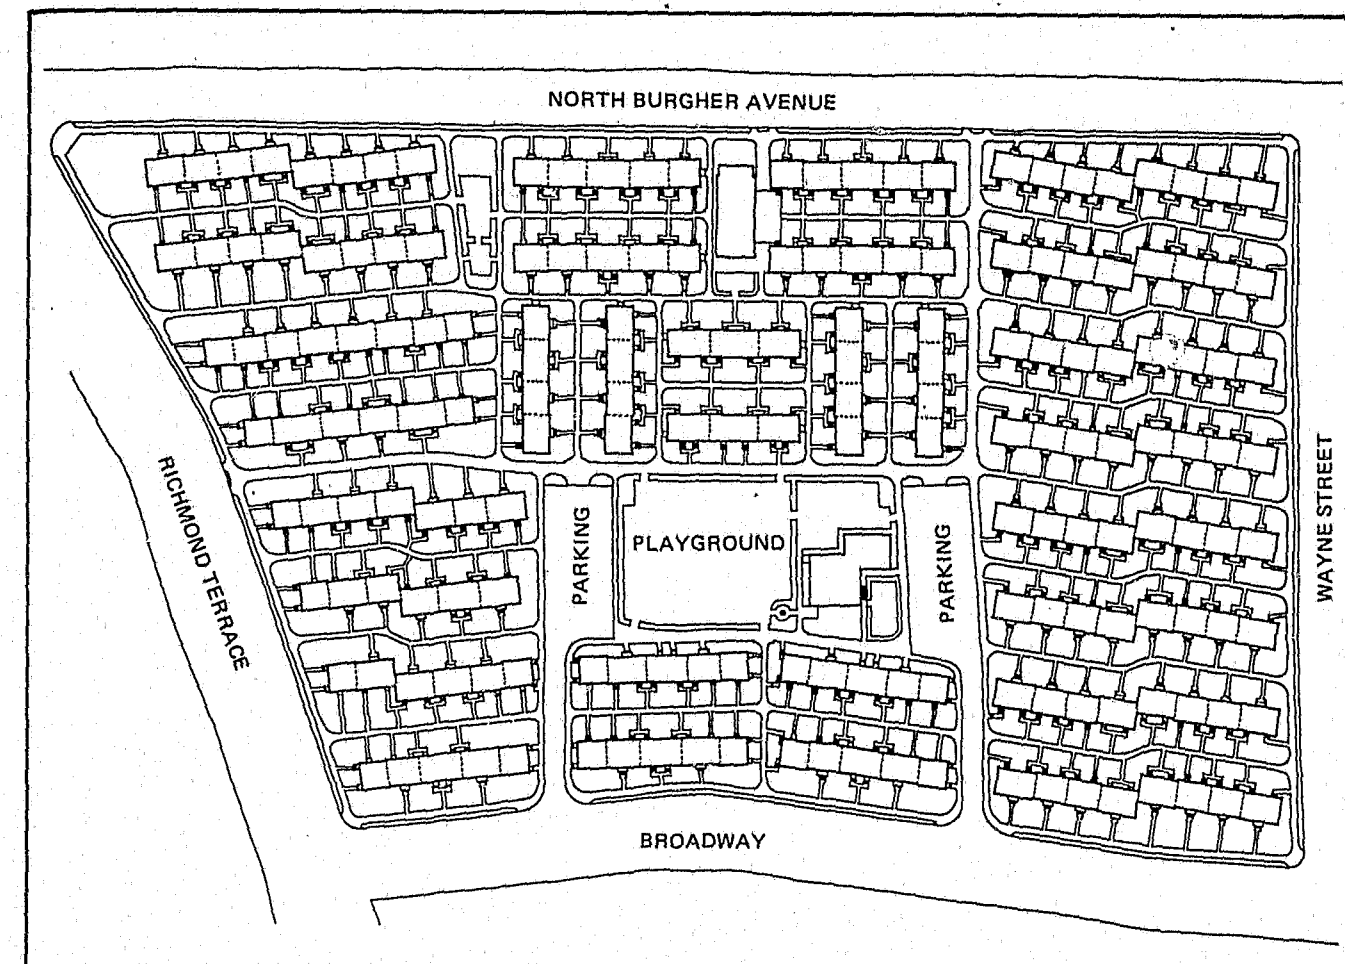 NORTH BURGHER AVENUE
RICHMOND TERRACE
PARKING
PLAYGROUND
PARKING
WAYNE STREET
BROADWAY